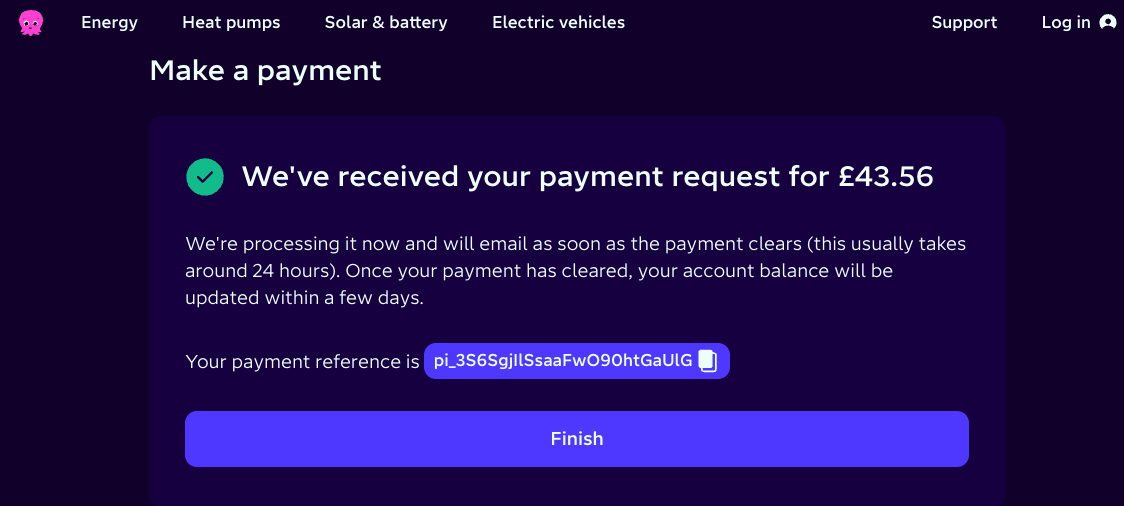 Energy Heat pumps Solar & battery Electric vehicles Support Log in
Make a payment
We've received your payment request for £43.56
We're processing it now and will email as soon as the payment clears (this usually takes
around 24 hours). Once your payment has cleared, your account balance will be
updated within a few days.
Your payment reference is pi_3S6SgjIlSsaaFwO90htGaUlG
Finish